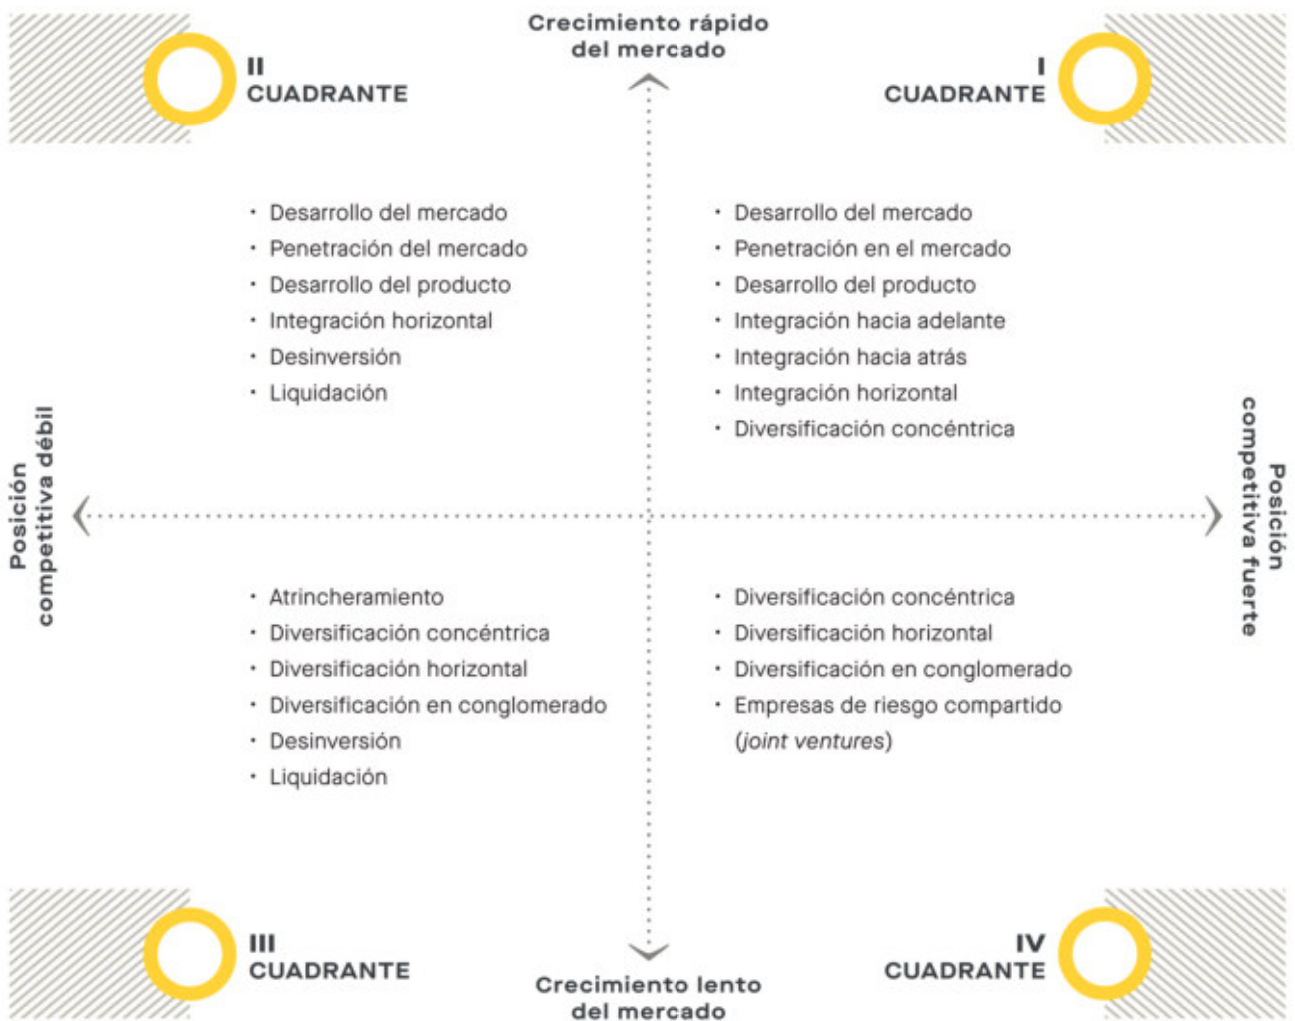 Crecimiento rápido
del mercado
II
CUADRANTE
I
CUADRANTE
• Desarrollo del mercado
• Penetración del mercado
• Desarrollo del producto
• Integración horizontal
• Desinversión
• Liquidación
• Desarrollo del mercado
• Penetración en el mercado
• Desarrollo del producto
• Integración hacia adelante
• Integración hacia atrás
• Integración horizontal
• Diversificación concéntrica
Posición
competitiva débil
Posición
competitiva fuerte
• Atrincheramiento
• Diversificación concéntrica
• Diversificación horizontal
• Diversificación en conglomerado
• Desinversión
• Liquidación
• Diversificación concéntrica
• Diversificación horizontal
• Diversificación en conglomerado
• Empresas de riesgo compartido
(joint ventures)
III
CUADRANTE
IV
CUADRANTE
Crecimiento lento
del mercado